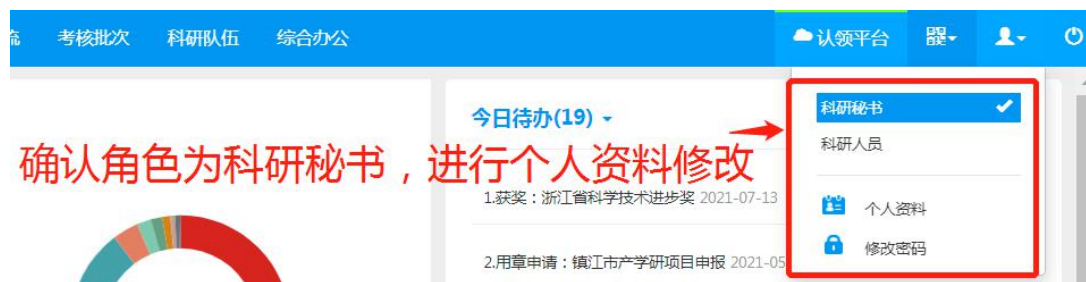 流 考核批次 科研队伍 综合办公 认领平台
今日待办(19)
科研秘书
科研人员
确认角色为科研秘书，进行个人资料修改
1.获奖：浙江省科学技术进步奖 2021-07-13
个人资料
2.用章申请：镇江市产学研项目申报 2021-05
修改密码